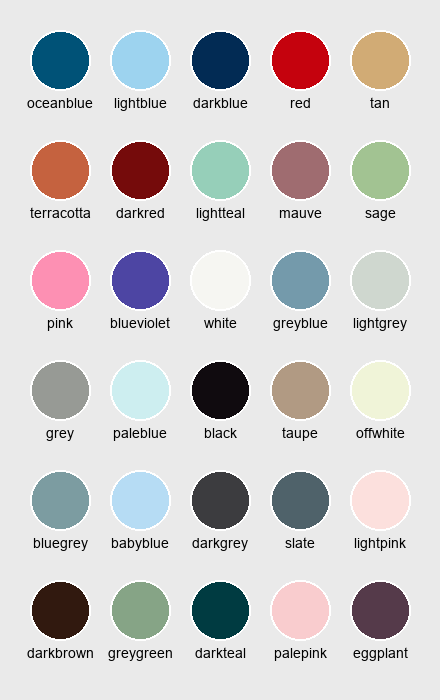 oceanblue lightblue darkblue red tan
terracotta darkred lightteal mauve sage
pink blueviolet white greyblue lightgrey
grey paleblue black taupe offwhite
bluegrey babyblue darkgrey slate lightpink
darkbrown greygreen darkteal palepink eggplant